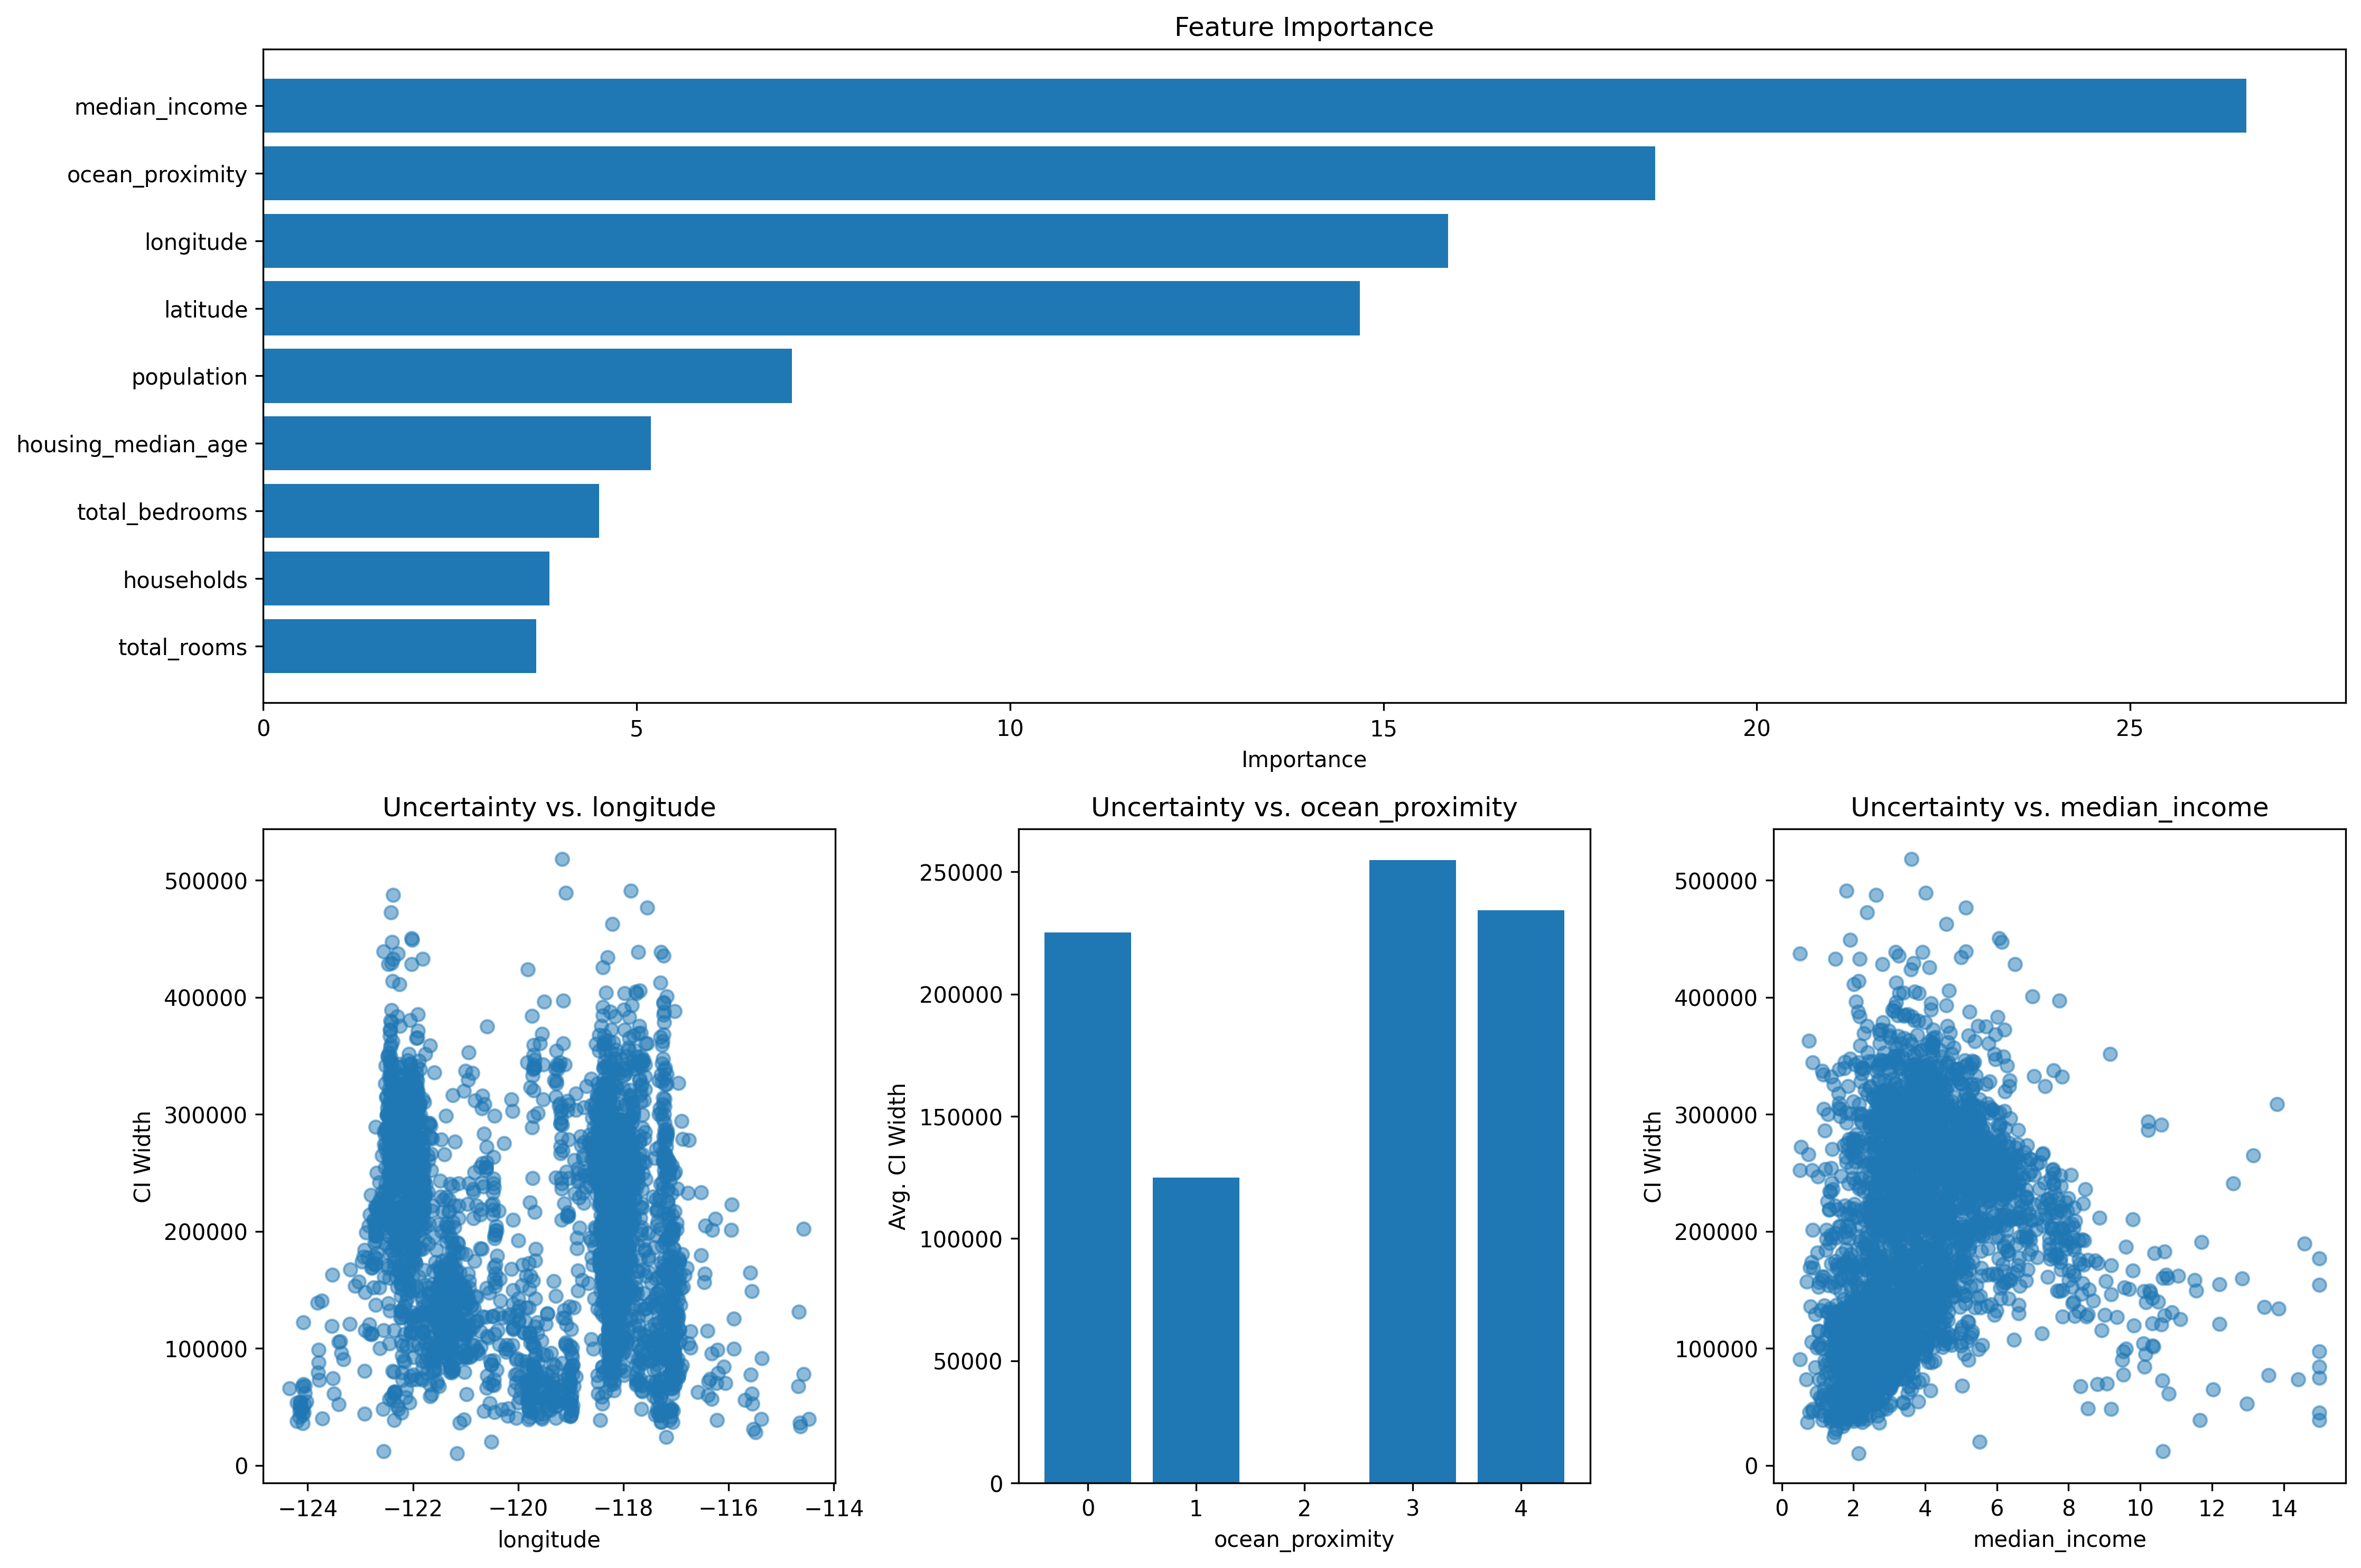 Feature Importance
median_income
ocean_proximity
longitude
latitude
population
housing_median_age
total_bedrooms
households
total_rooms
0 5 10 15 20 25
Importance
Uncertainty vs. longitude
CI Width
500000
400000
300000
200000
100000
0
−124 −122 −120 −118 −116 −114
longitude
Uncertainty vs. ocean_proximity
Avg. CI Width
250000
200000
150000
100000
50000
0
0 1 2 3 4
ocean_proximity
Uncertainty vs. median_income
CI Width
500000
400000
300000
200000
100000
0
0 2 4 6 8 10 12 14
median_income